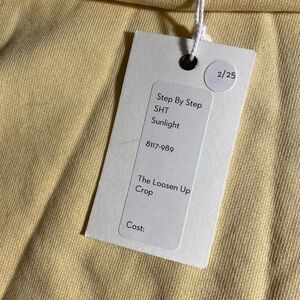 2/25
Step By Step
SHT
Sunlight
8117-989
The Loosen Up
Crop
Cost: